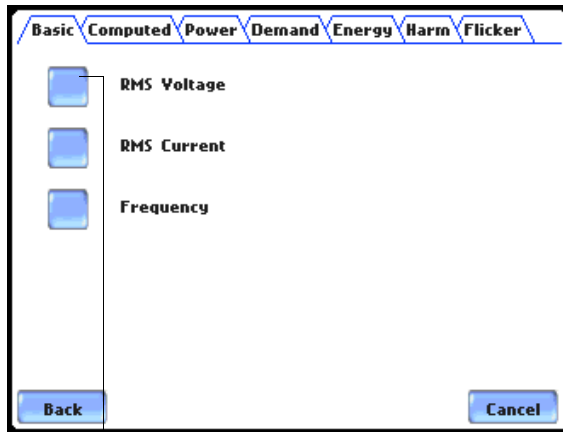 Basic Computed Power Demand Energy Harm Flicker
RMS Voltage
RMS Current
Frequency
Back Cancel